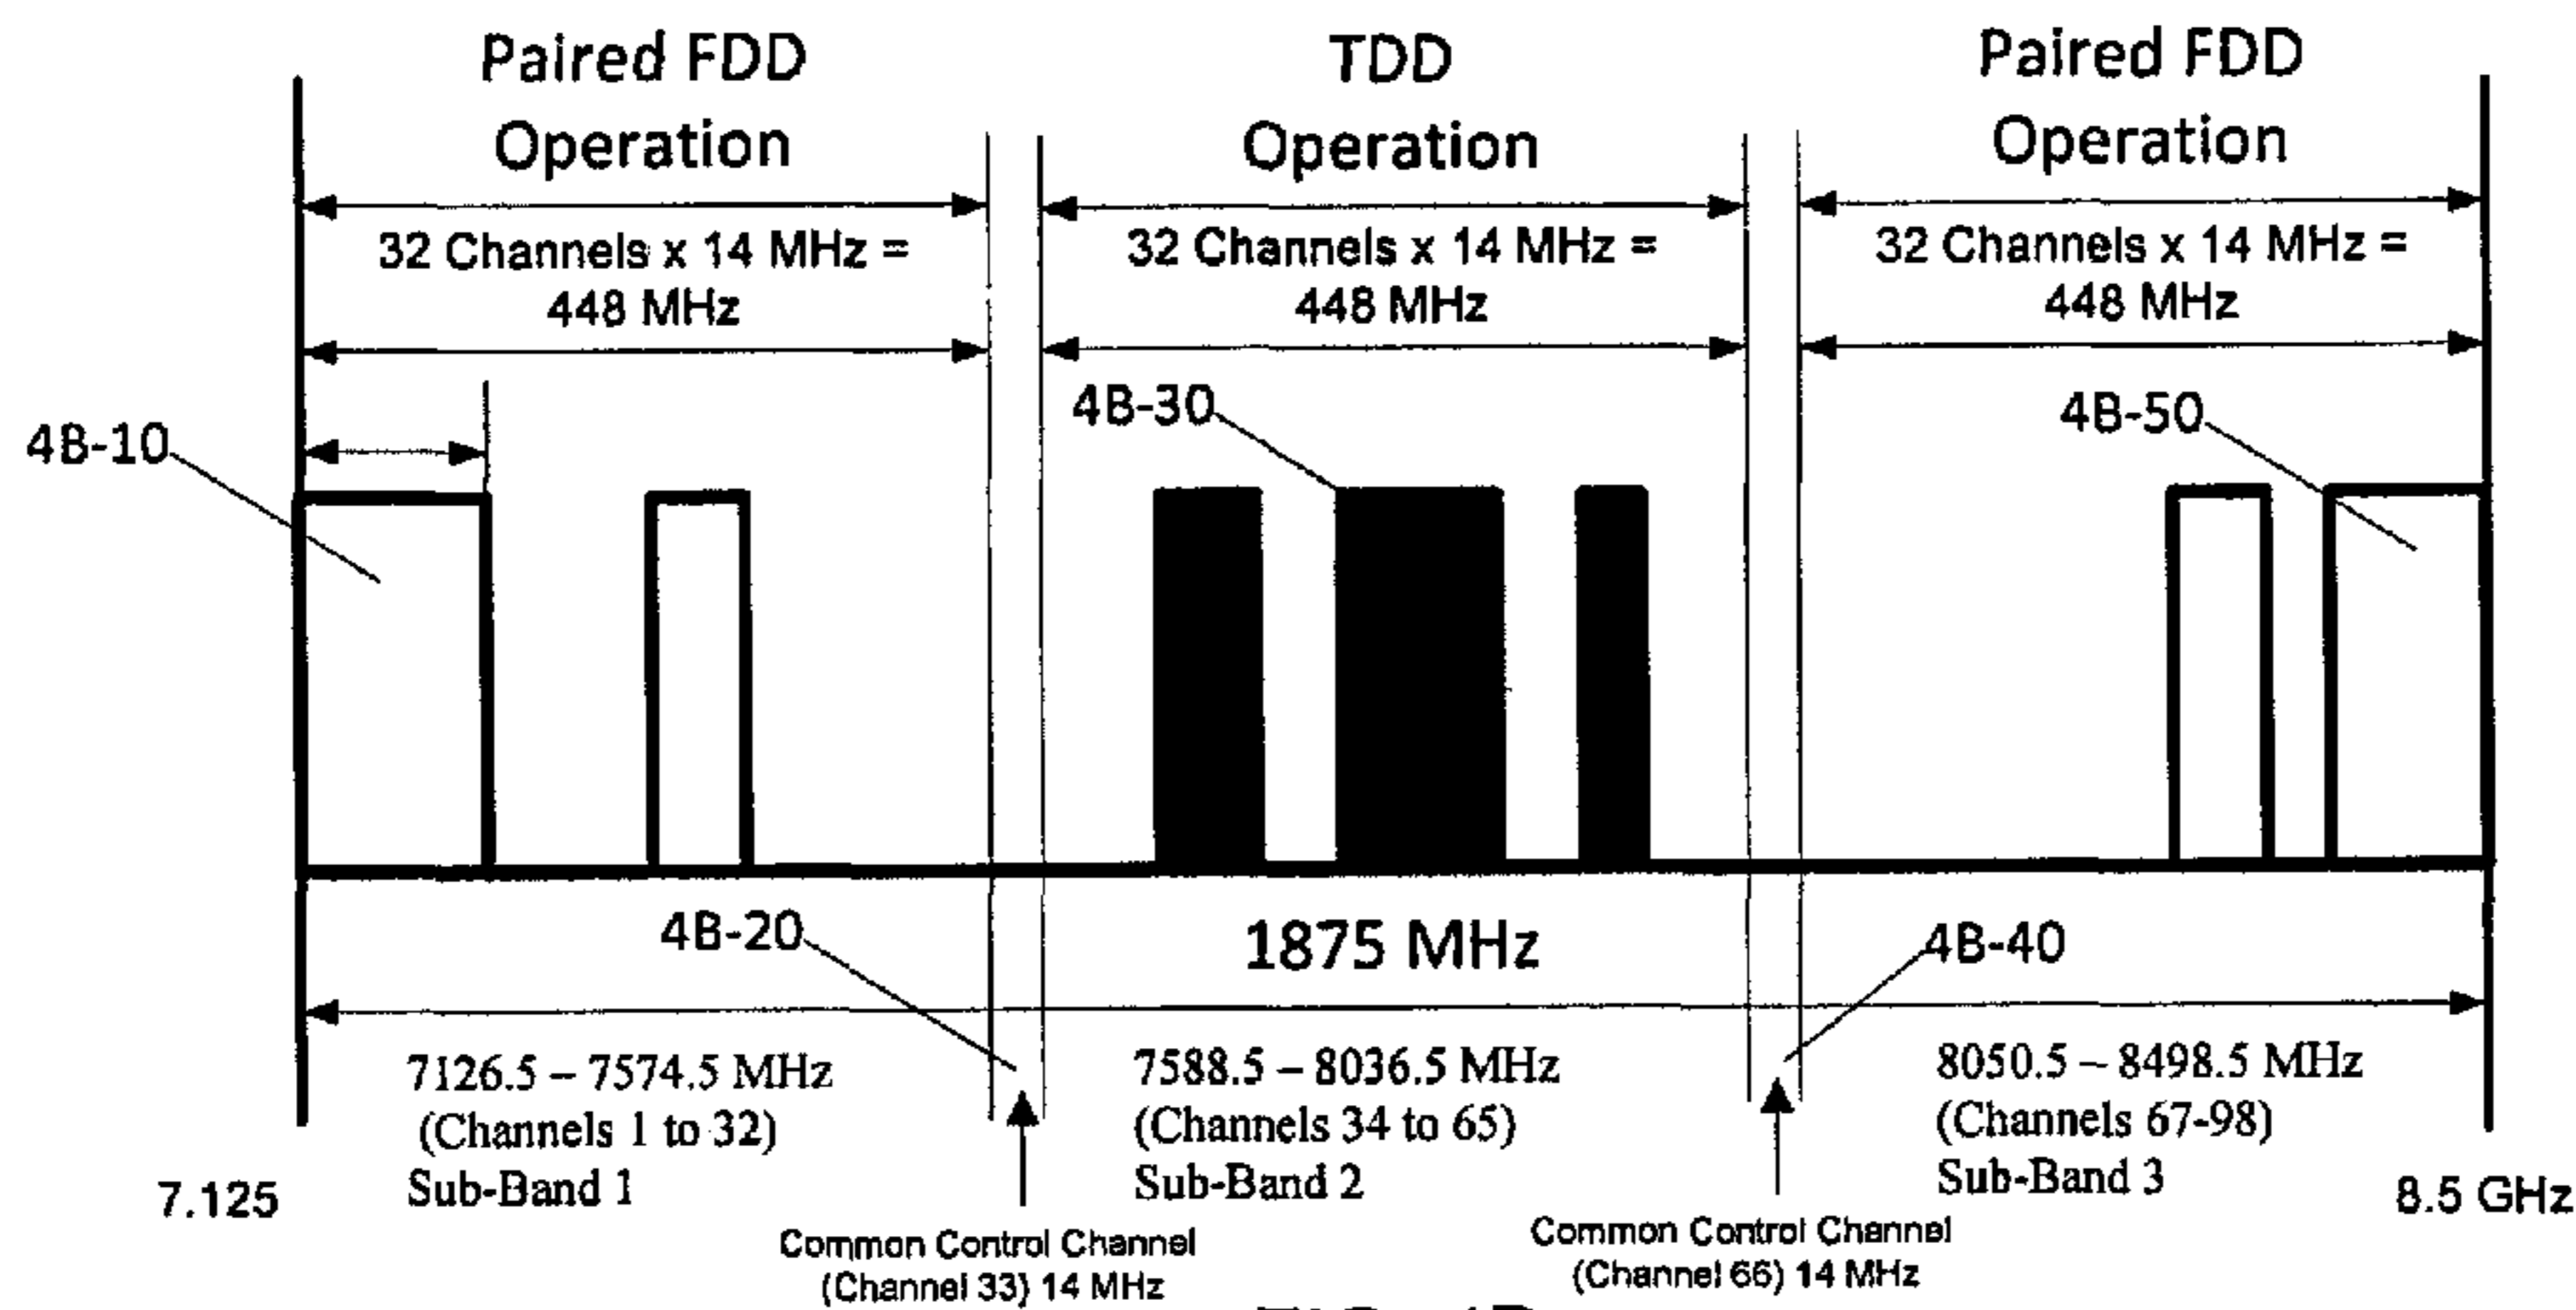 Paired FDD
Operation
TDD
Operation
Paired FDD
Operation
32 Channels x 14 MHz =
448 MHz
32 Channels x 14 MHz =
448 MHz
32 Channels x 14 MHz =
448 MHz
4B-10
4B-30
4B-50
4B-20
1875 MHz
4B-40
7126.5 – 7574.5 MHz
(Channels 1 to 32)
Sub-Band 1
7588.5 – 8036.5 MHz
(Channels 34 to 65)
Sub-Band 2
8050.5 – 8498.5 MHz
(Channels 67-98)
Sub-Band 3
7.125
8.5 GHz
Common Control Channel
(Channel 33) 14 MHz
Common Control Channel
(Channel 66) 14 MHz